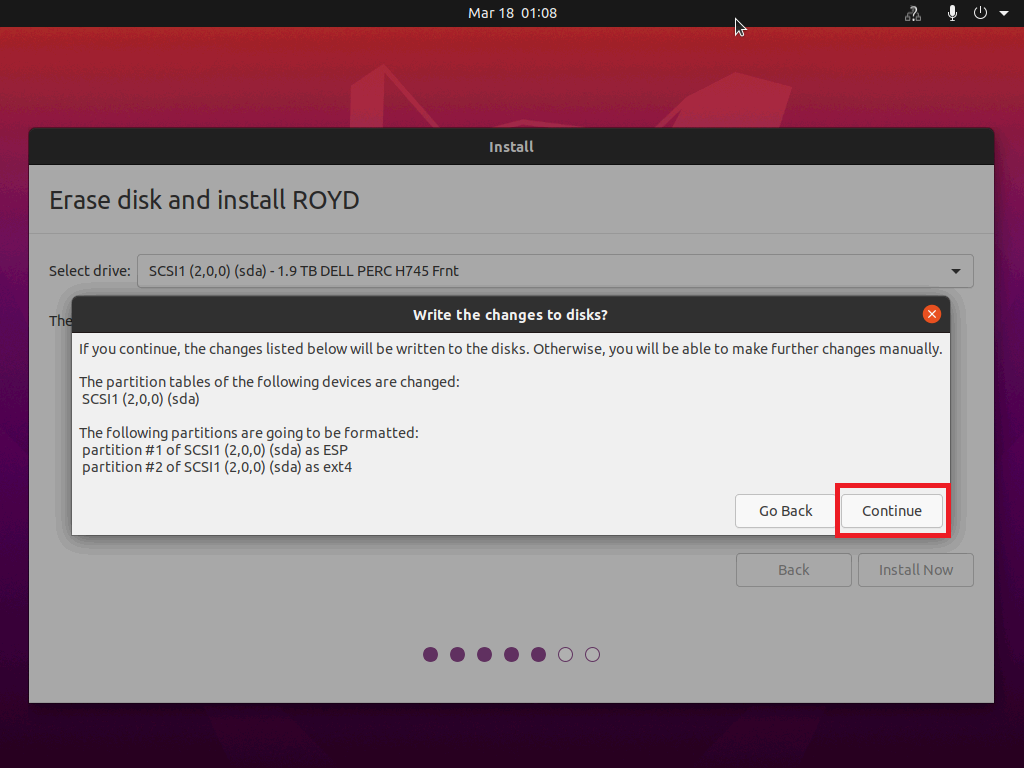 Mar 18 01:08
Install
Erase disk and install ROYD
Select drive: SCSI1 (2,0,0) (sda) - 1.9 TB DELL PERC H745 Frnt
The
Write the changes to disks?
If you continue, the changes listed below will be written to the disks. Otherwise, you will be able to make further changes manually.
The partition tables of the following devices are changed:
SCSI1 (2,0,0) (sda)
The following partitions are going to be formatted:
partition #1 of SCSI1 (2,0,0) (sda) as ESP
partition #2 of SCSI1 (2,0,0) (sda) as ext4
Go Back Continue
Back Install Now